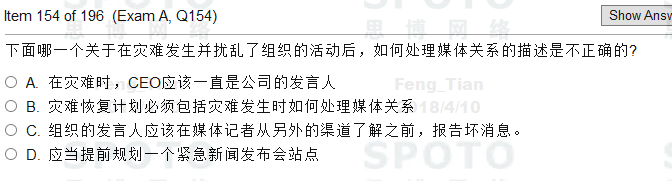 Item 154 of 196 (Exam A, Q154)
Show Answ
下面哪一个关于在灾难发生并扰乱了组织的活动后，如何处理媒体关系的描述是不正确的?
A. 在灾难时，CEO应该一直是公司的发言人
Feng_Tian
B. 灾难恢复计划必须包括灾难发生时如何处理媒体关系
18/4/10
C. 组织的发言人应该在媒体记者从另外的渠道了解之前，报告坏消息。
D. 应当提前规划一个紧急新闻发布会站点
SPOTO
SPOTO